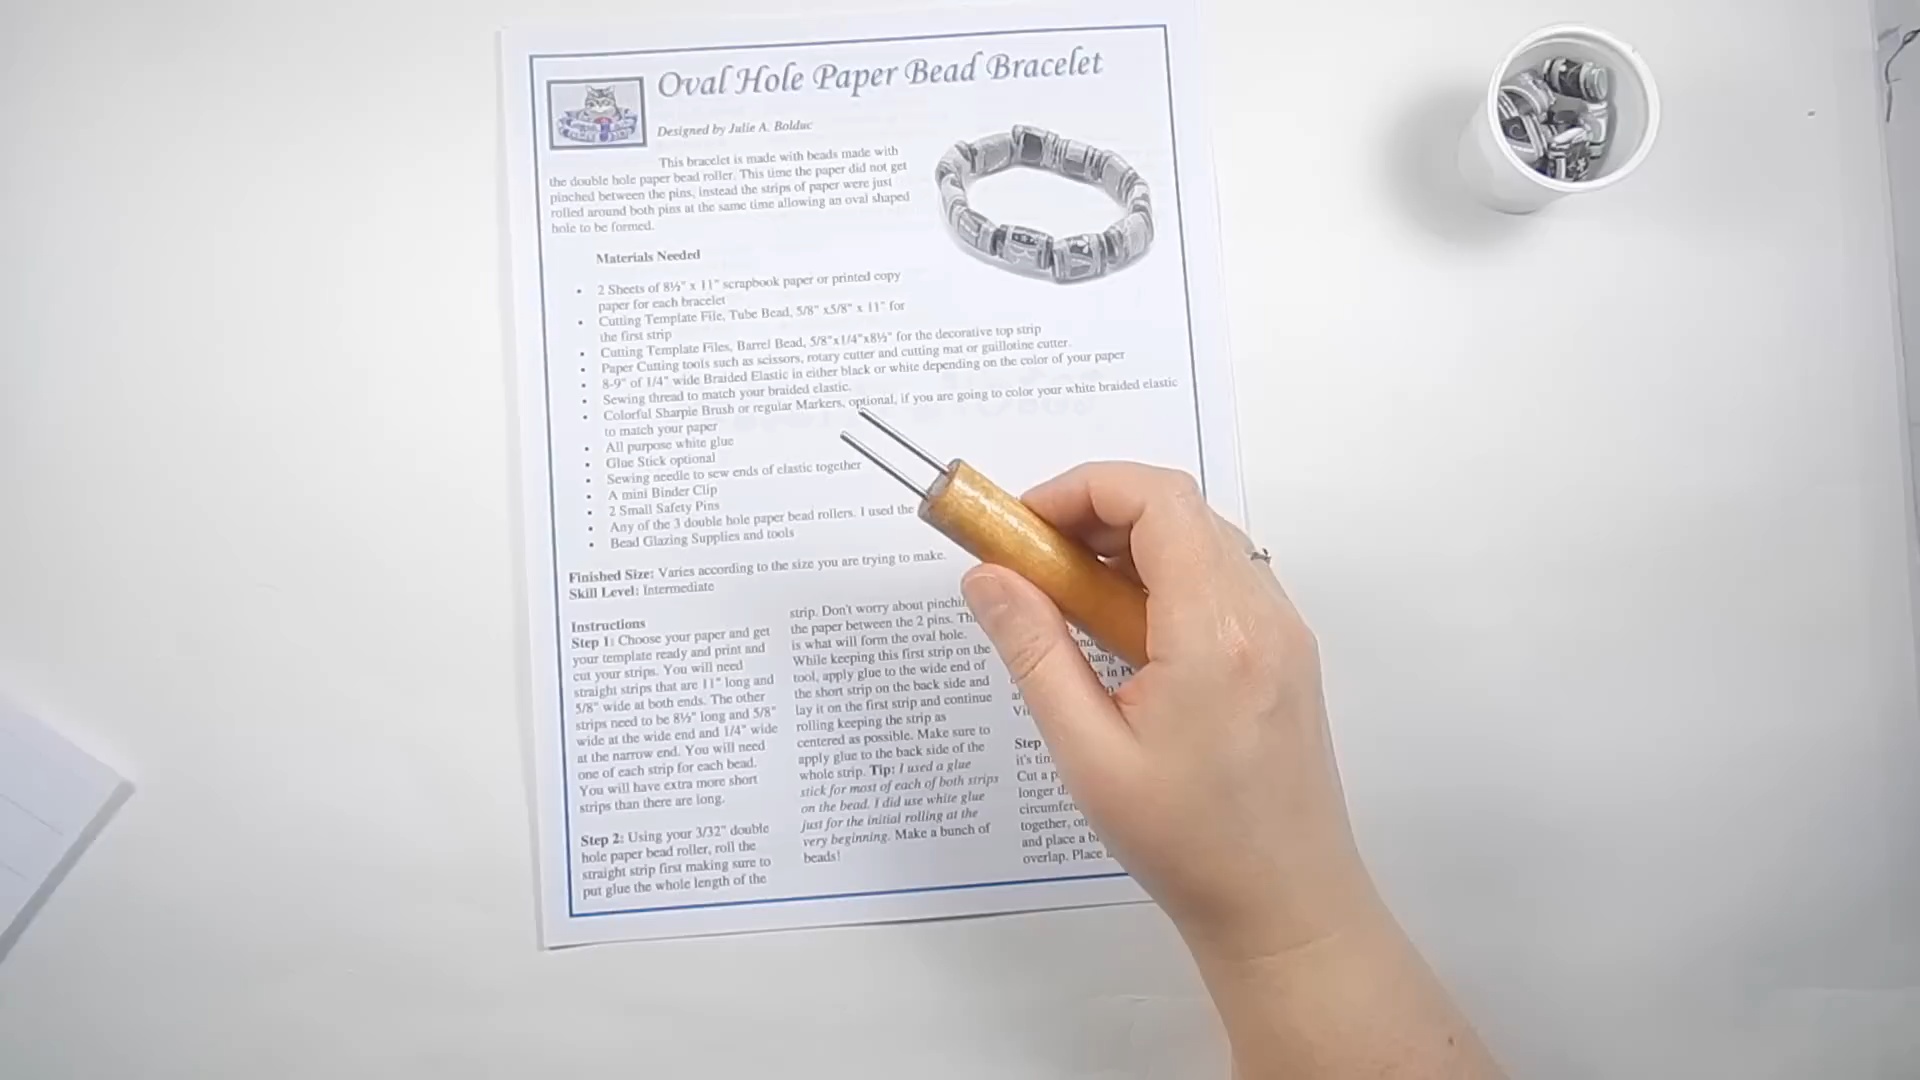 Oval Hole Paper Bead Bracelet
Designed by Julie A. Bolduc
This bracelet is made with beads made with
the double hole paper bead roller. This time the paper did not get
pinched between the pins, instead the strips of paper were just
rolled around both pins at the same time allowing an oval shaped
hole to be formed.
Materials Needed
• 2 Sheets of 8½" x 11" scrapbook paper or printed copy
paper for each bracelet
• Cutting Template File, Tube Bead, 5/8" x5/8" x 11" for
the first strip
• Cutting Template Files, Barrel Bead, 5/8"x1/4"x8½" for the decorative top strip
• Paper Cutting tools such as scissors, rotary cutter and cutting mat or guillotine cutter.
• 8-9" of 1/4" wide Braided Elastic in either black or white depending on the color of your paper
• Sewing thread to match your braided elastic.
• Colorful Sharpie Brush or regular Markers, optional, if you are going to color your white braided elastic
to match your paper
• All purpose white glue
• Glue Stick optional
• Sewing needle to sew ends of elastic together
• A mini Binder Clip
• 2 Small Safety Pins
• Any of the 3 double hole paper bead rollers. I used the
• Bead Glazing Supplies and tools
Finished Size: Varies according to the size you are trying to make.
Skill Level: Intermediate
Instructions
Step 1: Choose your paper and get
your template ready and print and
cut your strips. You will need
straight strips that are 11" long and
5/8" wide at both ends. The other
strips need to be 8½" long and 5/8"
wide at the wide end and 1/4" wide
at the narrow end. You will need
one of each strip for each bead.
You will have extra more short
strips than there are long.
Step 2: Using your 3/32" double
hole paper bead roller, roll the
straight strip first making sure to
put glue the whole length of the
strip. Don't worry about
the paper between the 2 pins.
is what will form the oval hole.
While keeping this first strip on the
tool, apply glue to the wide end of
the short strip on the back side and
lay it on the first strip and continue
rolling keeping the strip as
centered as possible. Make sure to
apply glue to the back side of the
whole strip. Tip: I used a glue
stick for most of each of both strips
on the bead. I did use white glue
just for the initial rolling at the
very beginning. Make a bunch of
beads!
hang
in
Step
it's
Cut a
longer
together,
and place a
overlap. Place